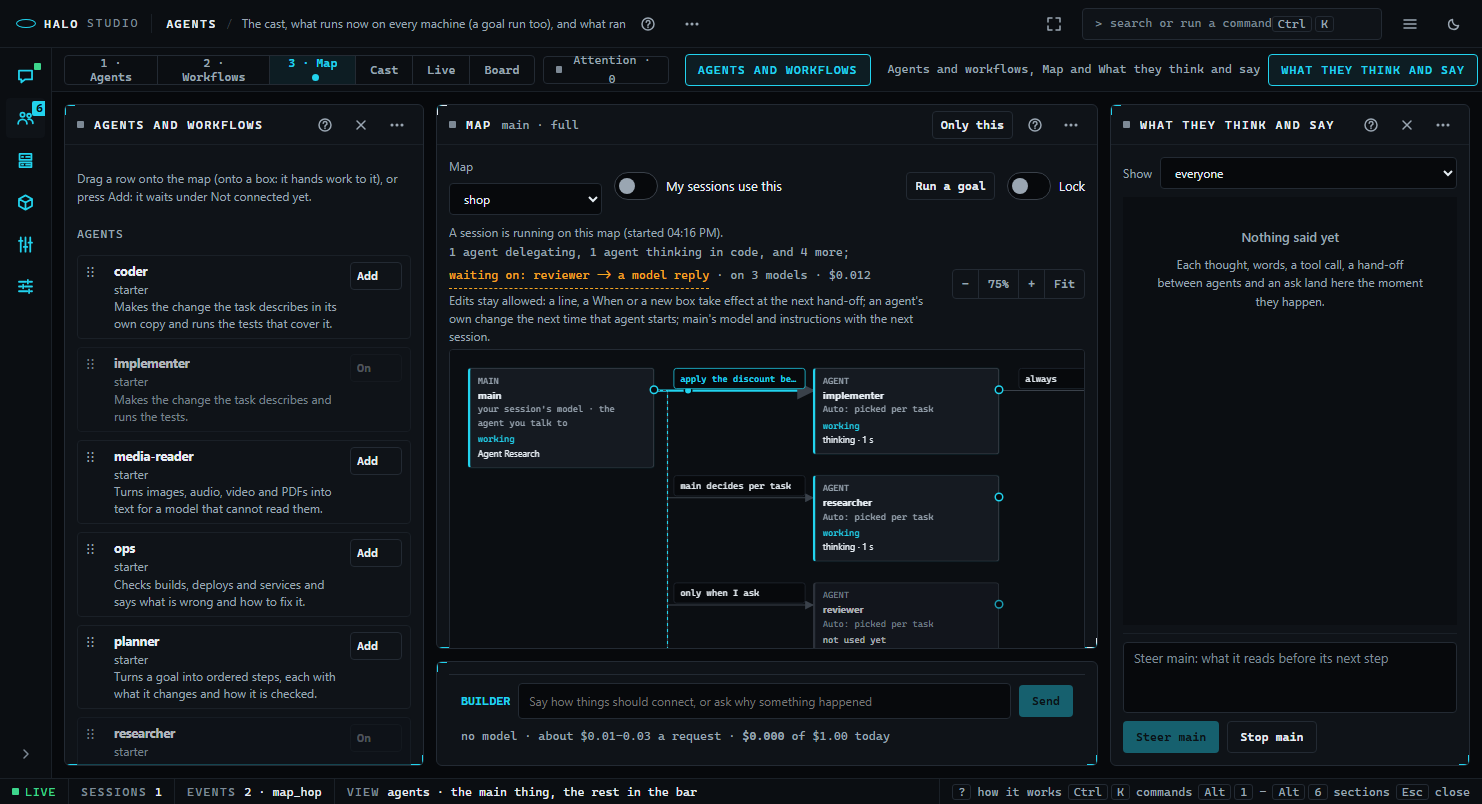 HALO STUDIO AGENTS / The cast, what runs now on every machine (a goal run too), and what ran ? ...
> search or run a command Ctrl K
1 · Agents
2 · Workflows
3 · Map
Cast
Live
Board
Attention · 0
AGENTS AND WORKFLOWS
Agents and workflows, Map and What they think and say
WHAT THEY THINK AND SAY
6
AGENTS AND WORKFLOWS
Drag a row onto the map (onto a box: it hands work to it), or
press Add: it waits under Not connected yet.
AGENTS
coder
Add
starter
Makes the change the task describes in its
own copy and runs the tests that cover it.
implementer
On
starter
Makes the change the task describes and
runs the tests.
media-reader
Add
starter
Turns images, audio, video and PDFs into
text for a model that cannot read them.
ops
Add
starter
Checks builds, deploys and services and
says what is wrong and how to fix it.
planner
Add
starter
Turns a goal into ordered steps, each with
what it changes and how it is checked.
researcher
On
starter
MAP main · full
Only this
Map
shop
My sessions use this
Run a goal
Lock
A session is running on this map (started 04:16 PM).
1 agent delegating, 1 agent thinking in code, and 4 more;
waiting on: reviewer → a model reply · on 3 models · $0.012
− 75% + Fit
Edits stay allowed: a line, a When or a new box take effect at the next hand-off; an agent's
own change the next time that agent starts; main's model and instructions with the next
session.
MAIN
main
your session's model · the
agent you talk to
working
Agent Research
apply the discount be…
AGENT
implementer
Auto: picked per task
working
thinking · 1 s
always
main decides per task
AGENT
researcher
Auto: picked per task
working
thinking · 1 s
only when I ask
AGENT
reviewer
Auto: picked per task
not used yet
BUILDER
Say how things should connect, or ask why something happened
Send
no model · about $0.01–0.03 a request · $0.000 of $1.00 today
WHAT THEY THINK AND SAY
Show everyone
Nothing said yet
Each thought, words, a tool call, a hand-off
between agents and an ask land here the moment
they happen.
Steer main: what it reads before its next step
Steer main
Stop main
LIVE SESSIONS 1 EVENTS 2 · map_hop VIEW agents · the main thing, the rest in the bar
? how it works Ctrl K commands Alt 1 – Alt 6 sections Esc close